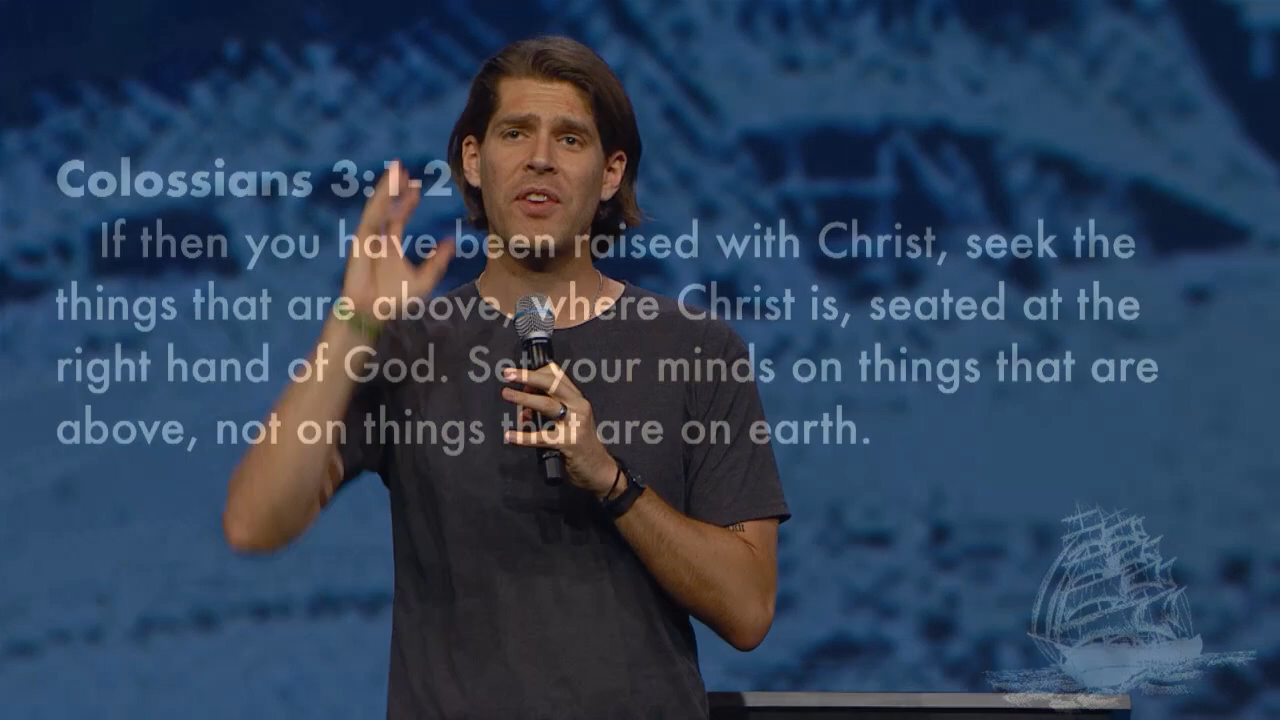 Colossians 3:1-2
If then you have been raised with Christ, seek the
things that are above, where Christ is, seated at the
right hand of God. Set your minds on things that are
above, not on things that are on earth.